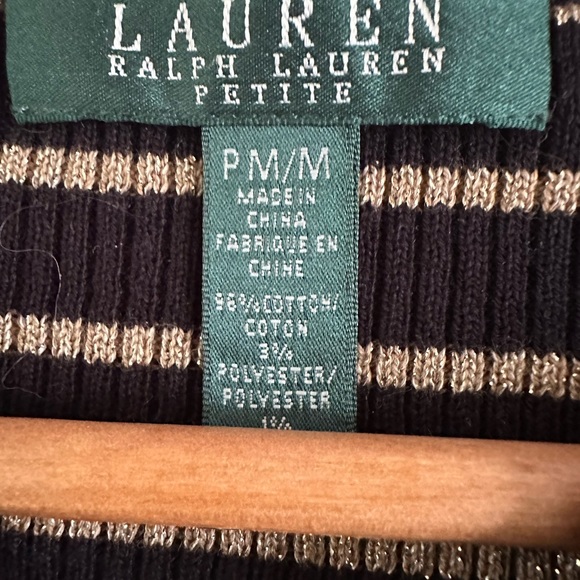 LAUREN
RALPH LAUREN
PETITE
PM/M
MADE IN
CHINA
FABRIQUE EN
CHINE
96%COTTON/
COTON
3%
POLYESTER/
POLYESTER
1%